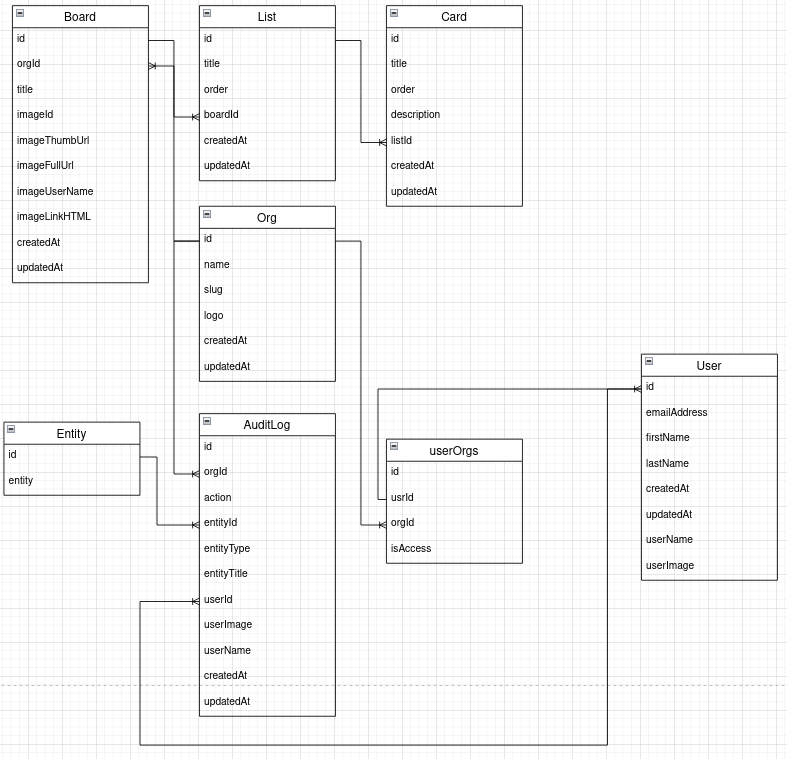 Board
id
orgId
title
imageId
imageThumbUrl
imageFullUrl
imageUserName
imageLinkHTML
createdAt
updatedAt
List
id
title
order
boardId
createdAt
updatedAt
Card
id
title
order
description
listId
createdAt
updatedAt
Org
id
name
slug
logo
createdAt
updatedAt
Entity
id
entity
AuditLog
id
orgId
action
entityId
entityType
entityTitle
userId
userImage
userName
createdAt
updatedAt
userOrgs
id
usrId
orgId
isAccess
User
id
emailAddress
firstName
lastName
createdAt
updatedAt
userName
userImage